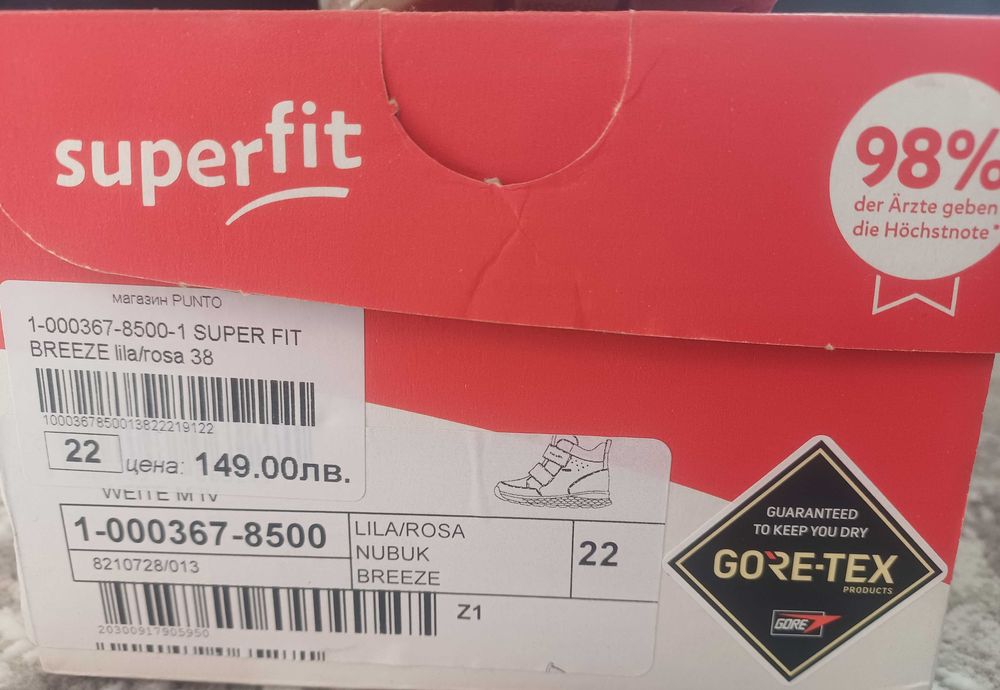 superfit
98%
der Ärzte geben
die Höchstnote*
магазин PUNTO
1-000367-8500-1 SUPER FIT
BREEZE lila/rosa 38
1000367850013822219122
22 цена: 149.00лв.
WEITE M IV
1-000367-8500
8210728/013
LILA/ROSA
NUBUK
BREEZE
22
Z1
20300917905950
GUARANTEED
TO KEEP YOU DRY
GORE-TEX
PRODUCTS
GORE